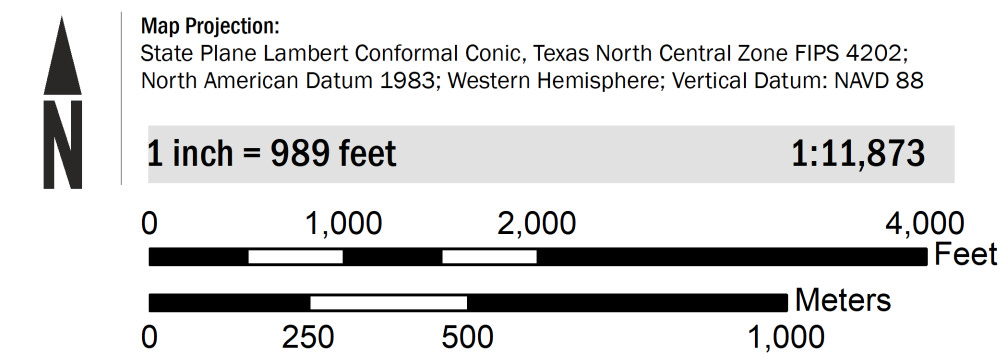 N
Map Projection:
State Plane Lambert Conformal Conic, Texas North Central Zone FIPS 4202;
North American Datum 1983; Western Hemisphere; Vertical Datum: NAVD 88
1 inch = 989 feet 1:11,873
0 1,000 2,000 4,000
Feet
Meters
0 250 500 1,000